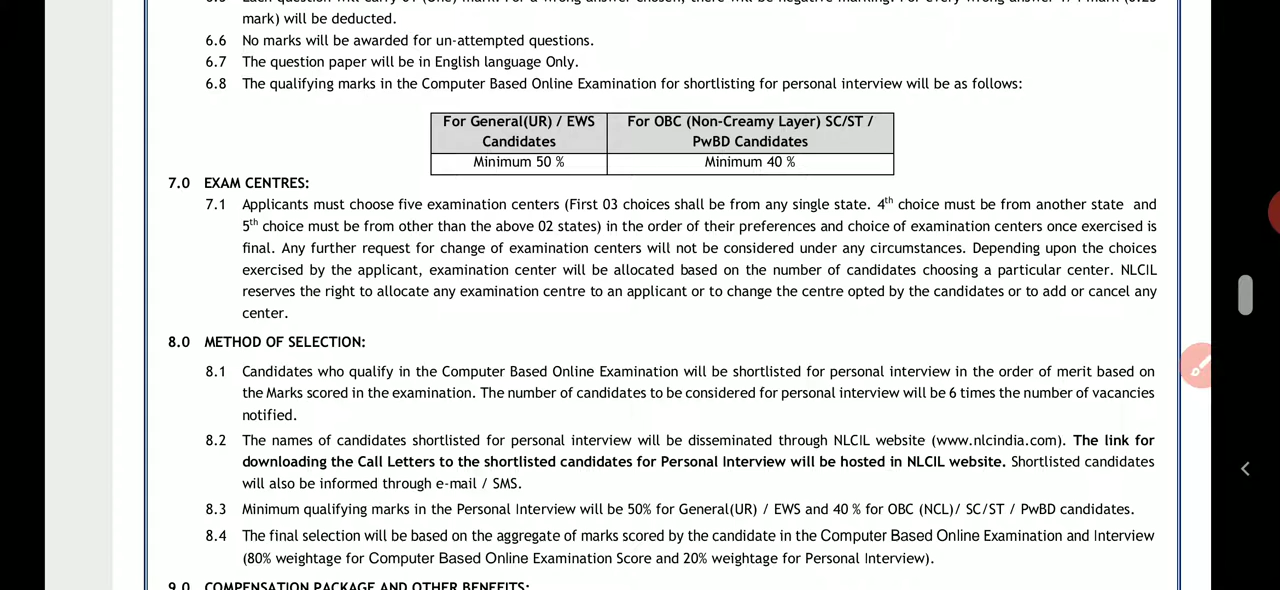 mark) will be deducted.
6.6 No marks will be awarded for un-attempted questions.
6.7 The question paper will be in English language Only.
6.8 The qualifying marks in the Computer Based Online Examination for shortlisting for personal interview will be as follows:
For General(UR) / EWS Candidates For OBC (Non-Creamy Layer) SC/ST / PwBD Candidates
Minimum 50 % Minimum 40 %
7.0 EXAM CENTRES:
7.1 Applicants must choose five examination centers (First 03 choices shall be from any single state. 4th choice must be from another state and
5th choice must be from other than the above 02 states) in the order of their preferences and choice of examination centers once exercised is
final. Any further request for change of examination centers will not be considered under any circumstances. Depending upon the choices
exercised by the applicant, examination center will be allocated based on the number of candidates choosing a particular center. NLCIL
reserves the right to allocate any examination centre to an applicant or to change the centre opted by the candidates or to add or cancel any
center.
8.0 METHOD OF SELECTION:
8.1 Candidates who qualify in the Computer Based Online Examination will be shortlisted for personal interview in the order of merit based on
the Marks scored in the examination. The number of candidates to be considered for personal interview will be 6 times the number of vacancies
notified.
8.2 The names of candidates shortlisted for personal interview will be disseminated through NLCIL website (www.nlcindia.com). The link for
downloading the Call Letters to the shortlisted candidates for Personal Interview will be hosted in NLCIL website. Shortlisted candidates
will also be informed through e-mail / SMS.
8.3 Minimum qualifying marks in the Personal Interview will be 50% for General(UR) / EWS and 40 % for OBC (NCL)/ SC/ST / PwBD candidates.
8.4 The final selection will be based on the aggregate of marks scored by the candidate in the Computer Based Online Examination and Interview
(80% weightage for Computer Based Online Examination Score and 20% weightage for Personal Interview).
9.0 COMPENSATION PACKAGE AND OTHER BENEFITS: